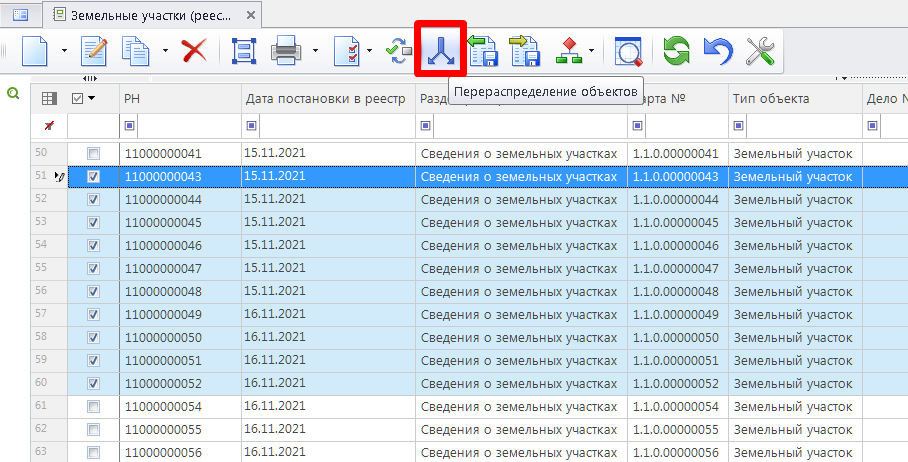 Земельные участки (реес...
Перераспределение объектов
РН Дата постановки в реестр Разде арта № Тип объекта Дело N
50 11000000041 15.11.2021 Сведения о земельных участках 1.1.0.00000041 Земельный участок
51 11000000043 15.11.2021 Сведения о земельных участках 1.1.0.00000043 Земельный участок
52 11000000044 15.11.2021 Сведения о земельных участках 1.1.0.00000044 Земельный участок
53 11000000045 15.11.2021 Сведения о земельных участках 1.1.0.00000045 Земельный участок
54 11000000046 15.11.2021 Сведения о земельных участках 1.1.0.00000046 Земельный участок
55 11000000047 15.11.2021 Сведения о земельных участках 1.1.0.00000047 Земельный участок
56 11000000048 15.11.2021 Сведения о земельных участках 1.1.0.00000048 Земельный участок
57 11000000049 16.11.2021 Сведения о земельных участках 1.1.0.00000049 Земельный участок
58 11000000050 16.11.2021 Сведения о земельных участках 1.1.0.00000050 Земельный участок
59 11000000051 16.11.2021 Сведения о земельных участках 1.1.0.00000051 Земельный участок
60 11000000052 16.11.2021 Сведения о земельных участках 1.1.0.00000052 Земельный участок
61 11000000054 16.11.2021 Сведения о земельных участках 1.1.0.00000054 Земельный участок
62 11000000055 16.11.2021 Сведения о земельных участках 1.1.0.00000055 Земельный участок
63 11000000056 16.11.2021 Сведения о земельных участках 1.1.0.00000056 Земельный участок